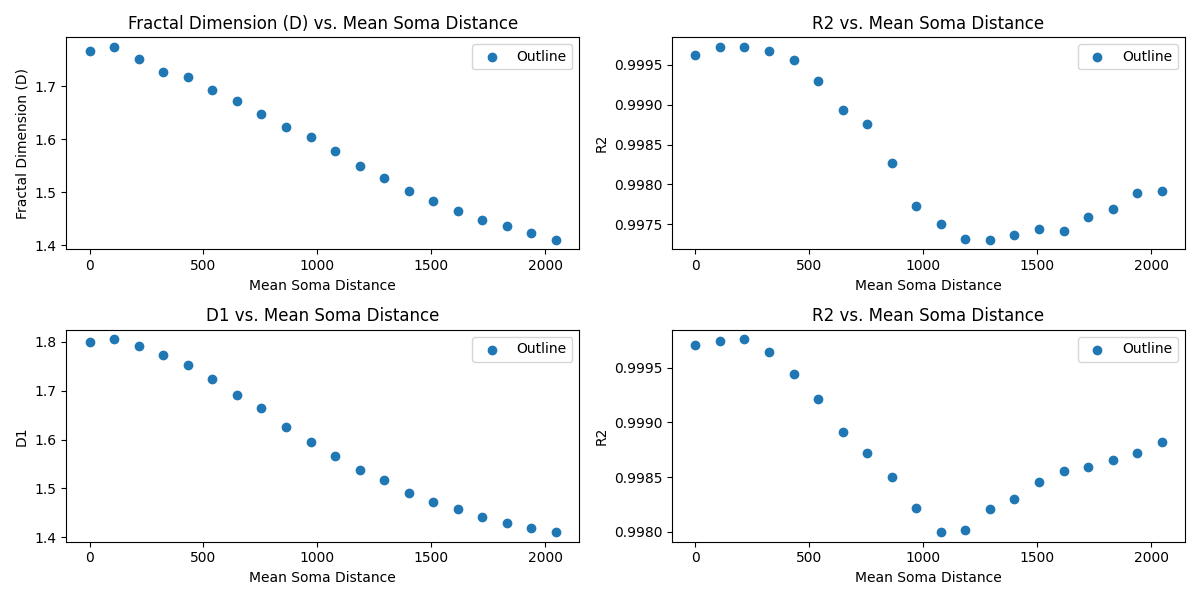 Fractal Dimension (D) vs. Mean Soma Distance
Fractal Dimension (D)
1.7
1.6
1.5
1.4
Outline
0 500 1000 1500 2000
Mean Soma Distance
R2 vs. Mean Soma Distance
R2
0.9995
0.9990
0.9985
0.9980
0.9975
Outline
0 500 1000 1500 2000
Mean Soma Distance
D1 vs. Mean Soma Distance
D1
1.8
1.7
1.6
1.5
1.4
Outline
0 500 1000 1500 2000
Mean Soma Distance
R2 vs. Mean Soma Distance
R2
0.9995
0.9990
0.9985
0.9980
Outline
0 500 1000 1500 2000
Mean Soma Distance